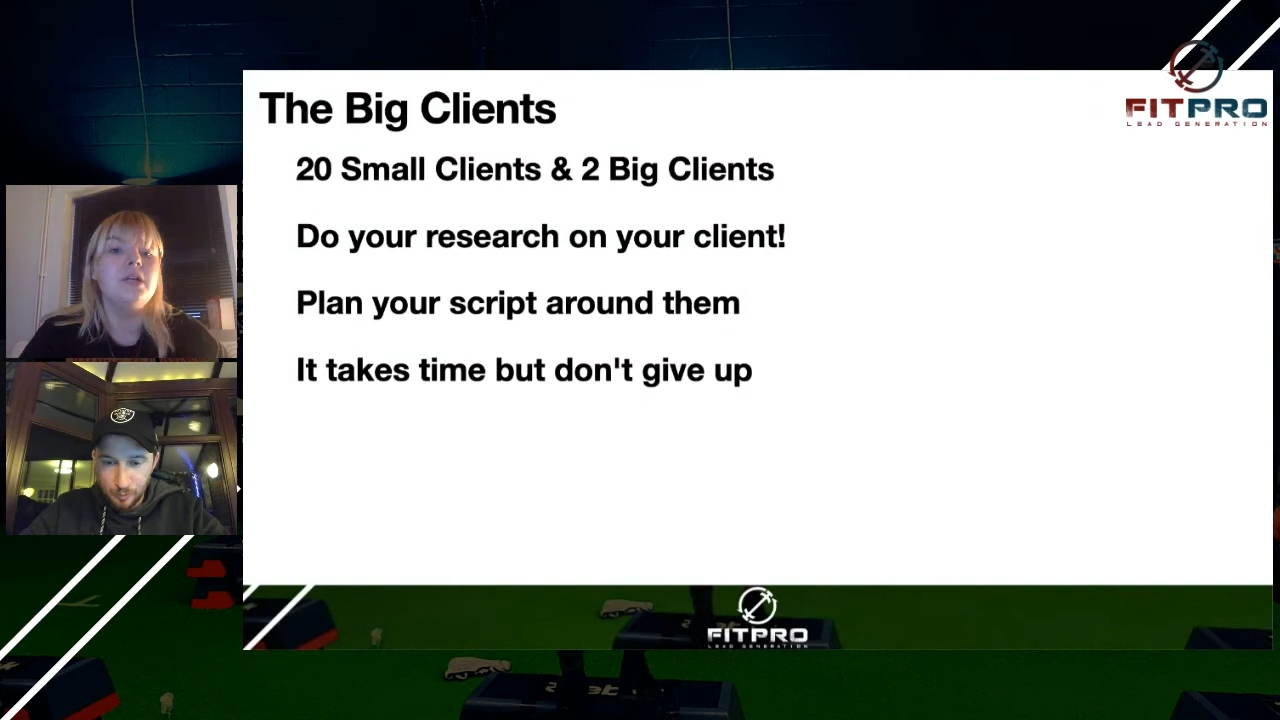 The Big Clients
20 Small Clients & 2 Big Clients
Do your research on your client!
Plan your script around them
It takes time but don't give up
FITPRO
LEAD GENERATION
FITPRO
LEAD GENERATION